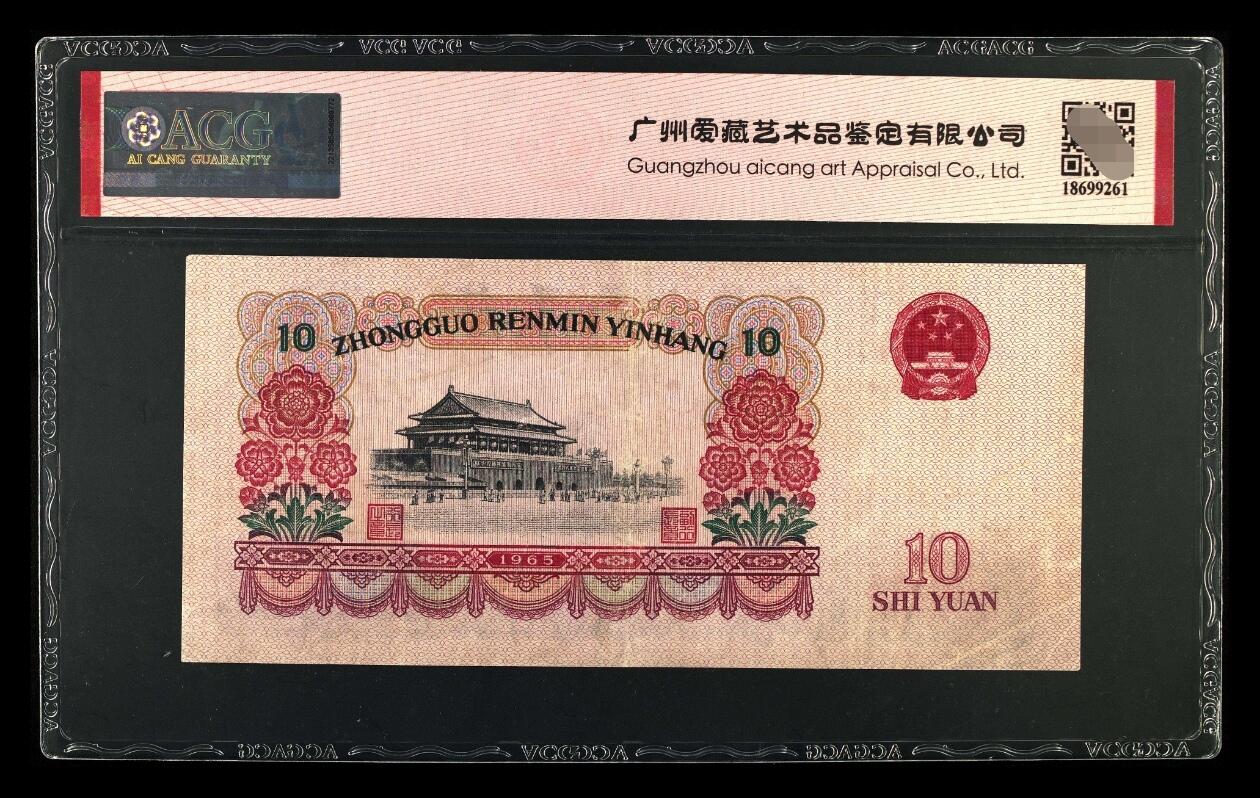 ACG
AI CANG GUARANTY
广州爱藏艺术品鉴定有限公司
Guangzhou aicang art Appraisal Co., Ltd.
18699261
10 ZHONGGUO RENMIN YINHANG 10
1965
10
SHI YUAN